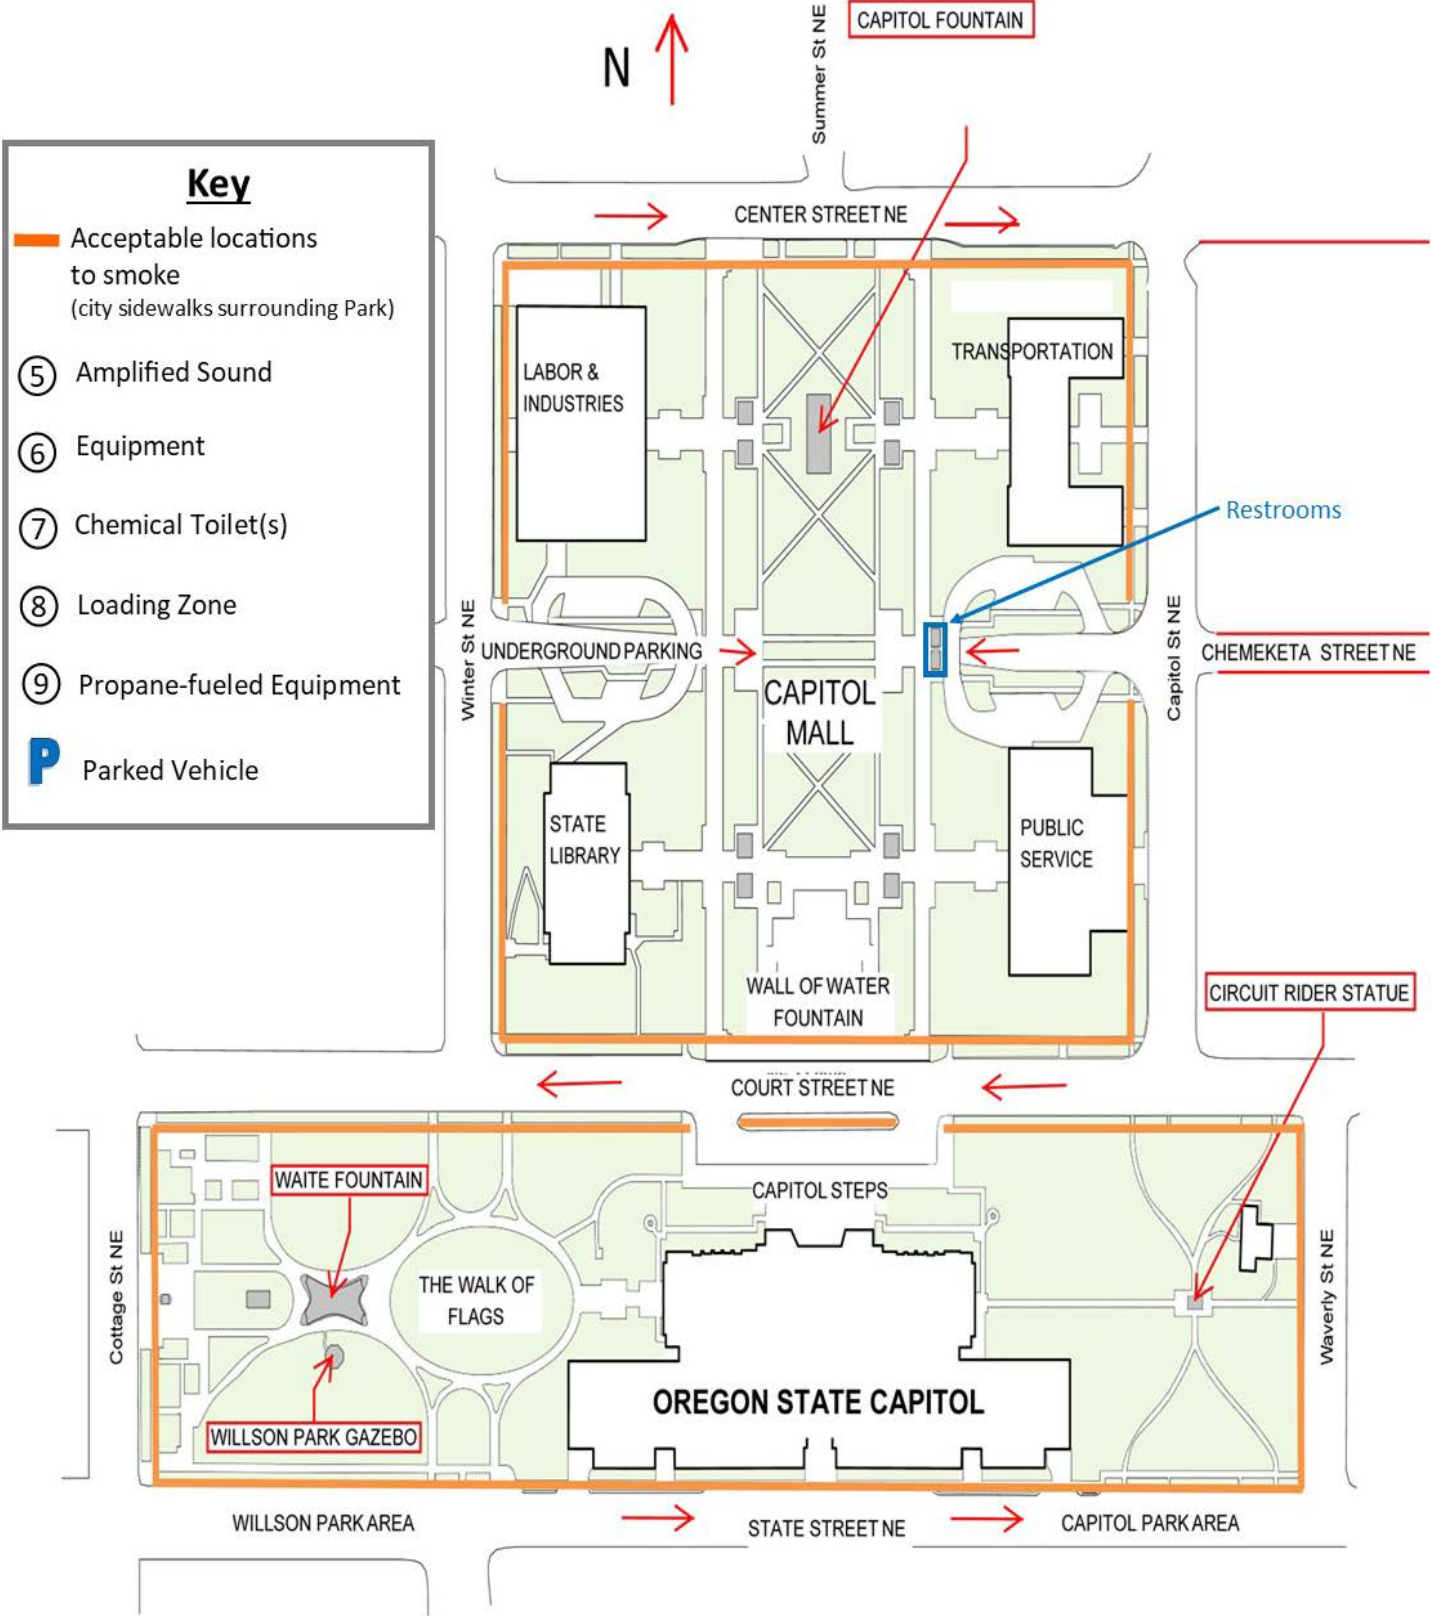 CAPITOL FOUNTAIN
Summer St NE
N
Key
Acceptable locations
to smoke
(city sidewalks surrounding Park)
5 Amplified Sound
6 Equipment
7 Chemical Toilet(s)
8 Loading Zone
9 Propane-fueled Equipment
P Parked Vehicle
CENTER STREET NE
LABOR &
INDUSTRIES
TRANSPORTATION
Restrooms
Winter St NE
UNDERGROUND PARKING
Capitol St NE
CHEMEKETA STREET NE
CAPITOL
MALL
STATE
LIBRARY
PUBLIC
SERVICE
WALL OF WATER
FOUNTAIN
CIRCUIT RIDER STATUE
COURT STREET NE
WAITE FOUNTAIN
CAPITOL STEPS
Cottage St NE
THE WALK OF
FLAGS
Waverly St NE
OREGON STATE CAPITOL
WILLSON PARK GAZEBO
WILLSON PARK AREA
STATE STREET NE
CAPITOL PARK AREA